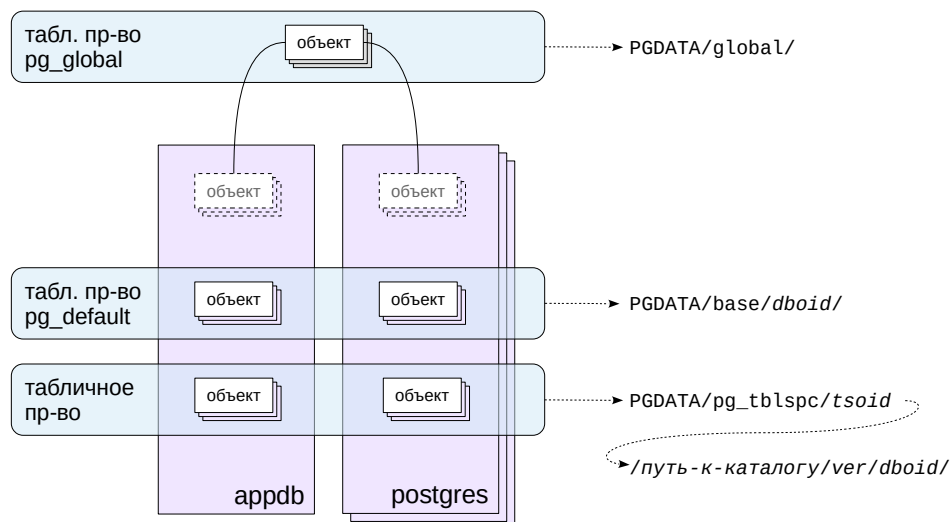 табл. пр-во
pg_global
объект
PGDATA/global/
объект
объект
табл. пр-во
pg_default
объект
объект
PGDATA/base/dboid/
табличное
пр-во
объект
объект
PGDATA/pg_tblspc/tsoid
/путь-к-каталогу/ver/dboid/
appdb
postgres